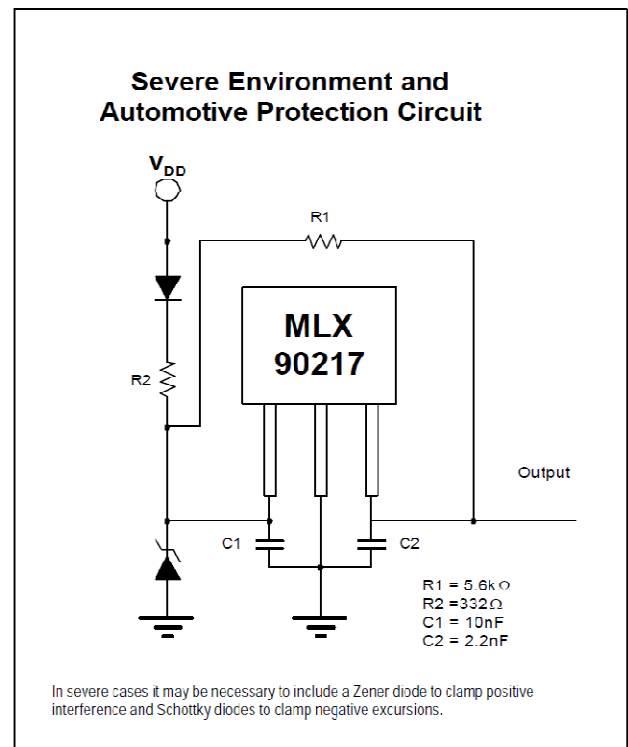 Severe Environment and
Automotive Protection Circuit
VDD
R1
MLX
90217
R2
Output
C1
C2
R1 = 5.6kΩ
R2 =332Ω
C1 = 10nF
C2 = 2.2nF
In severe cases it may be necessary to include a Zener diode to clamp positive
interference and Schottky diodes to clamp negative excursions.